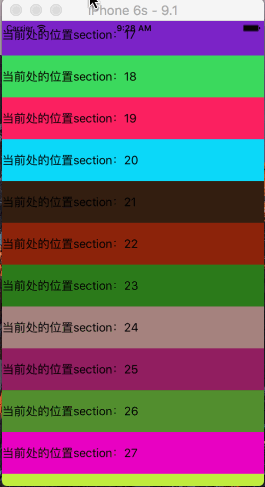 iPhone 6s - 9.1
Carrier 9:28 AM
当前处的位置section：17
当前处的位置section：18
当前处的位置section：19
当前处的位置section：20
当前处的位置section：21
当前处的位置section：22
当前处的位置section：23
当前处的位置section：24
当前处的位置section：25
当前处的位置section：26
当前处的位置section：27